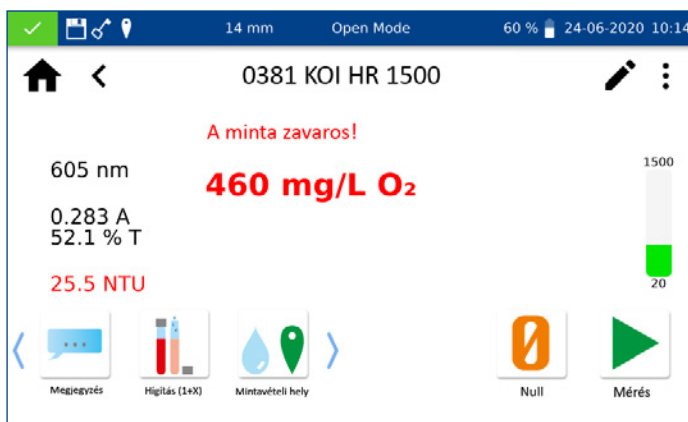 14 mm Open Mode 60 % 24-06-2020 10:14
0381 KOI HR 1500
A minta zavaros!
605 nm
460 mg/L O₂
1500
0.283 A
52.1 % T
25.5 NTU
20
Megjegyzés Hígítás (1+X) Mintavételi hely Null Mérés